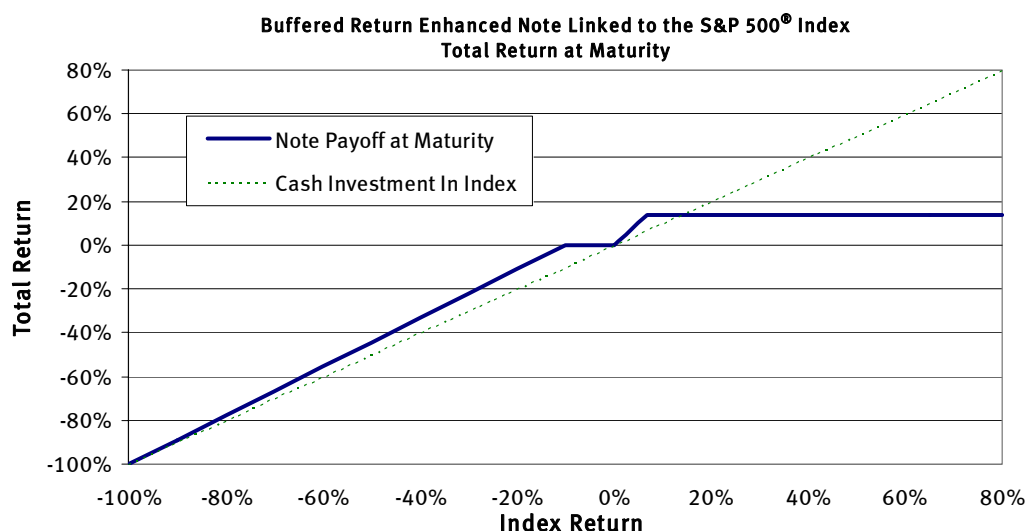 Buffered Return Enhanced Note Linked to the S&P 500® Index
Total Return at Maturity
80%
60%
40%
20%
0%
-20%
-40%
-60%
-80%
-100%
Total Return
Note Payoff at Maturity
Cash Investment In Index
-100% -80% -60% -40% -20% 0% 20% 40% 60% 80%
Index Return